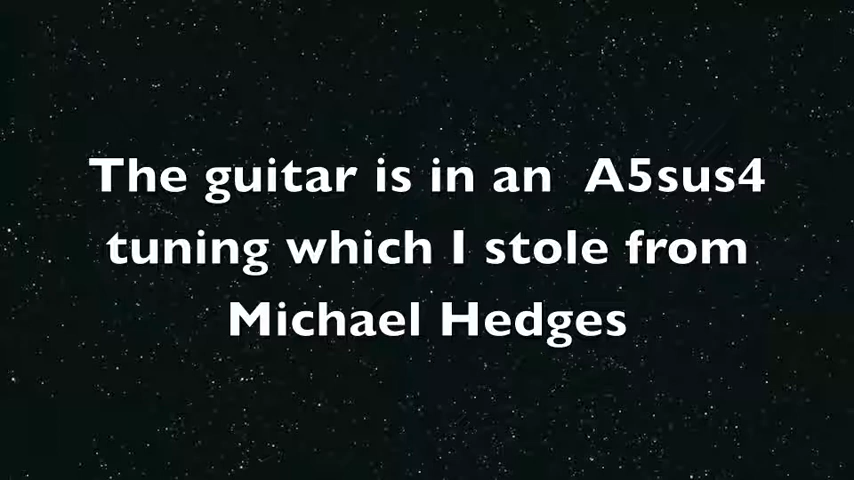 The guitar is in an  A5sus4
tuning which I stole from
Michael Hedges